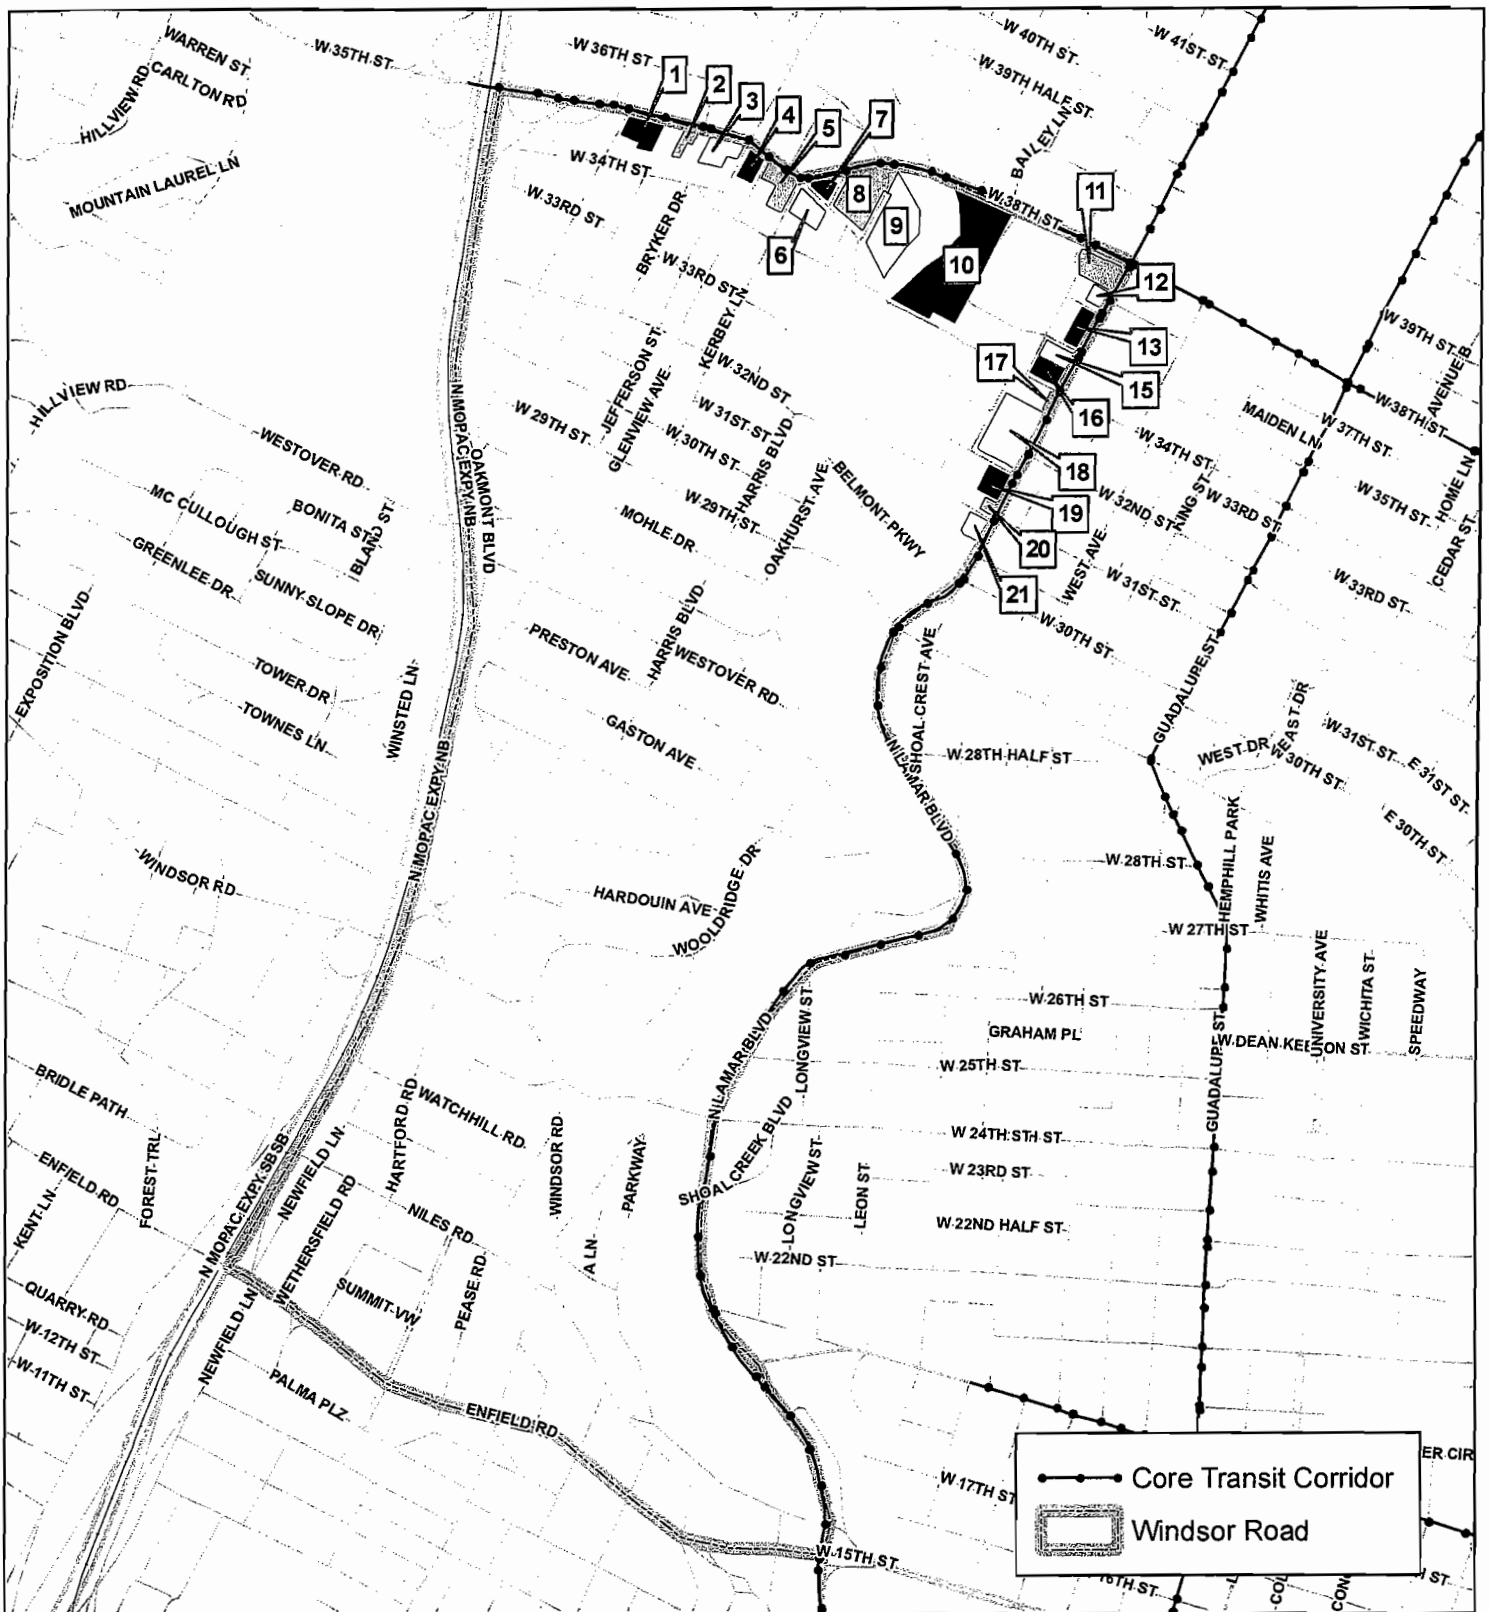 WARREN ST
W 35TH ST
W 36TH ST
W 40TH ST
W 41ST ST
CARLTON RD
HILLVIEW RD
W 39TH HALF ST
1
2
3
4
5
7
BAILEY LN
W 34TH ST
MOUNTAIN LAUREL LN
W 33RD ST
BRYKER DR
6
8
9
W 38TH ST
11
10
12
W 33RD ST
KERBEY LN
JEFFERSON ST
GLENVIEW AVE
W 32ND ST
13
15
17
16
W 39TH ST
AVENUE B
W 38TH ST
HILLVIEW RD
N MOPAC EXPY NB
OAKMONT BLVD
W 29TH ST
W 31ST ST
W 30TH ST
HARRIS BLVD
MAIDEN LN
W 37TH ST
W 34TH ST
18
WESTOVER RD
W 29TH ST
OAKHURST AVE
BELMONT PKWY
19
W 32ND ST
KING ST
W 33RD ST
W 35TH ST
HOME LN
MC CULLOUGH ST
BONITA ST
BLAND ST
MOHLE DR
20
WEST AVE
CEDAR ST
GREENLEE DR
SUNNY SLOPE DR
21
W 31ST ST
W 33RD ST
EXPOSITION BLVD
PRESTON AVE
HARRIS BLVD
WESTOVER RD
SHOAL CREST AVE
W 30TH ST
GUADALUPE ST
TOWER DR
TOWNES LN
WINSTED LN
GASTON AVE
N LAMAR BLVD
W 28TH HALF ST
WEST DR
EAST DR
W 31ST ST
W 30TH ST
E 31ST ST
N MOPAC EXPY NB
E 30TH ST
WINDSOR RD
HARDOUIN AVE
WOOLDRIDGE DR
W 28TH ST
HEMPHILL PARK
WHITIS AVE
W 27TH ST
N LAMAR BLVD
LONGVIEW ST
W 26TH ST
GRAHAM PL
W 25TH ST
GUADALUPE ST
W DEAN KEETON ST
UNIVERSITY AVE
WICHITA ST
SPEEDWAY
BRIDLE PATH
HARTFORD RD
WATCHHILL RD
WINDSOR RD
PARKWAY
SHOAL CREEK BLVD
LONGVIEW ST
LEON ST
W 24TH ST
W 23RD ST
W 22ND HALF ST
W 22ND ST
ENFIELD RD
KENT LN
FOREST TRL
N MOPAC EXPY SB SB
NEWFIELD LN
WETHERSFIELD RD
NILES RD
A LN
SUMMIT VW
PEASE RD
QUARRY RD
W 12TH ST
W 11TH ST
NEWFIELD LN
PALMA PLZ
ENFIELD RD
W 15TH ST
W 17TH ST
ER CIR
Core Transit Corridor
Windsor Road